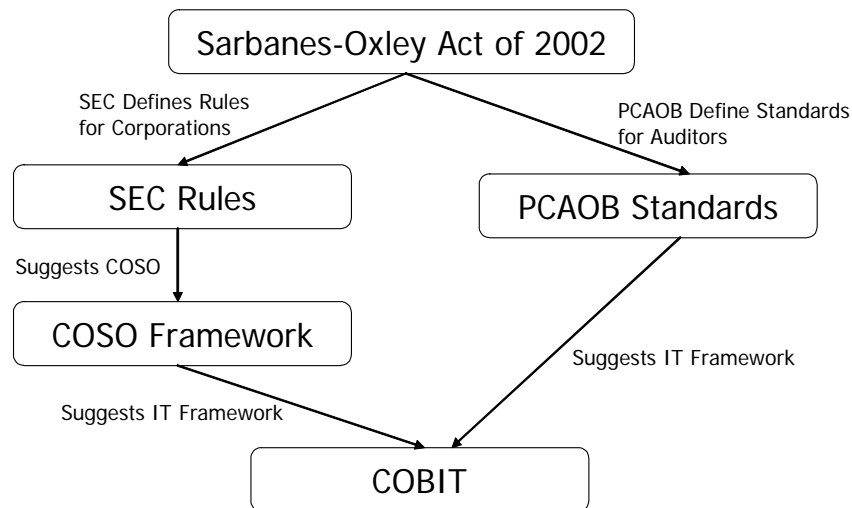 Sarbanes-Oxley Act of 2002
SEC Defines Rules
for Corporations
PCAOB Define Standards
for Auditors
SEC Rules
PCAOB Standards
Suggests COSO
COSO Framework
Suggests IT Framework
Suggests IT Framework
COBIT